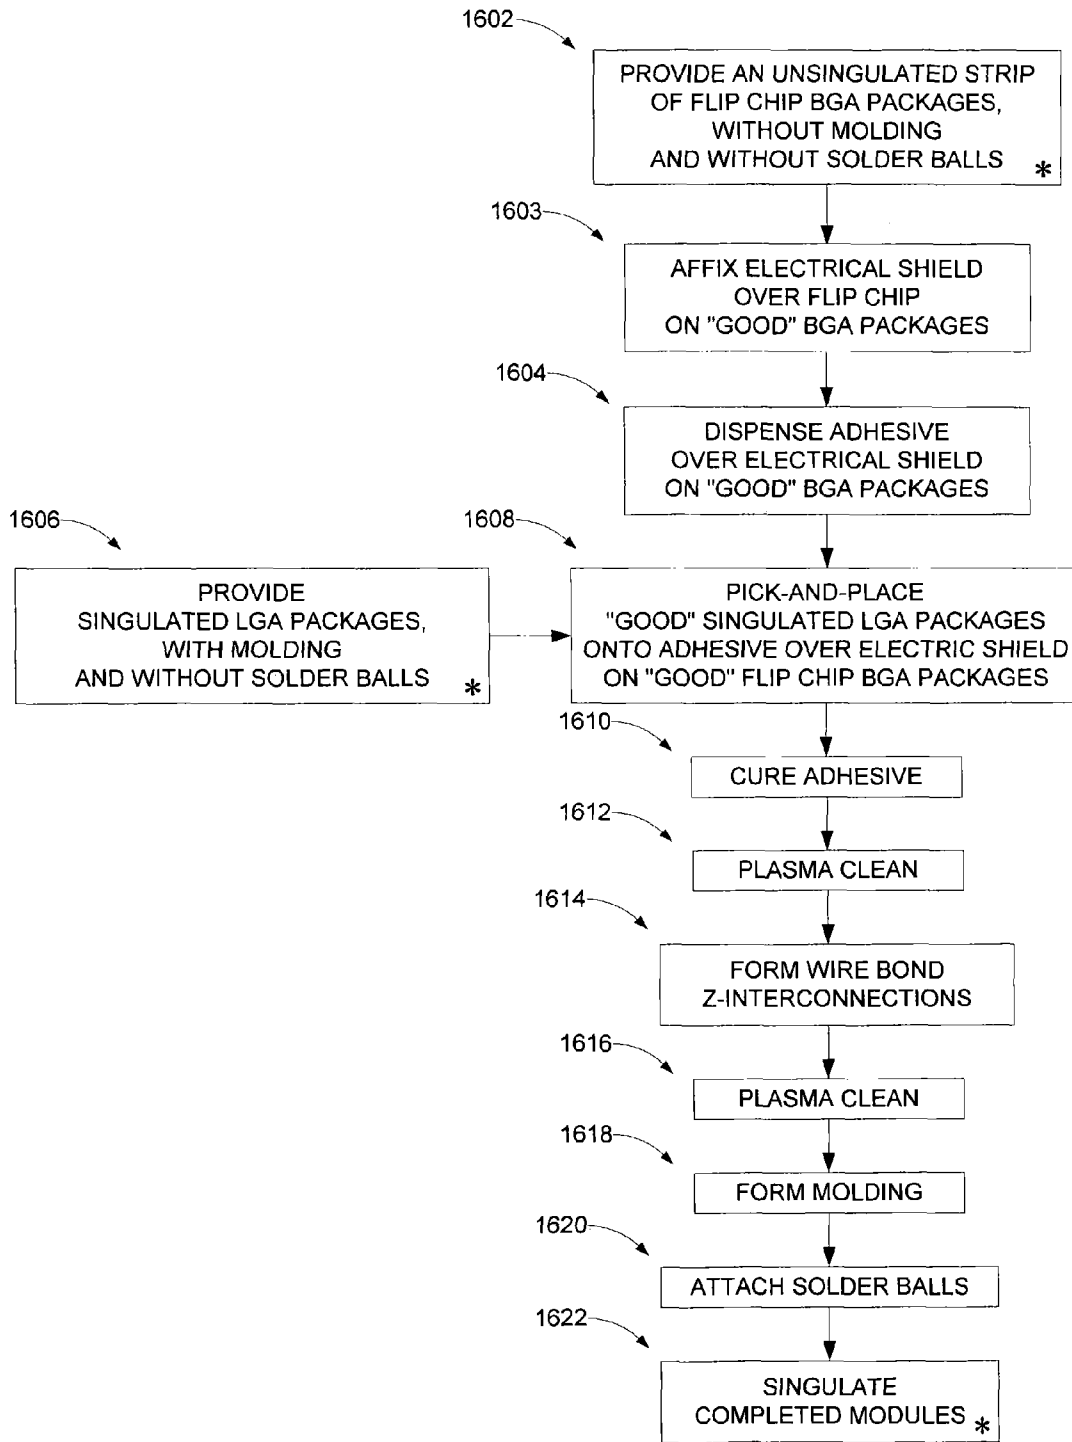 1602
PROVIDE AN UNSINGULATED STRIP
OF FLIP CHIP BGA PACKAGES,
WITHOUT MOLDING
AND WITHOUT SOLDER BALLS *
1603
AFFIX ELECTRICAL SHIELD
OVER FLIP CHIP
ON "GOOD" BGA PACKAGES
1604
DISPENSE ADHESIVE
OVER ELECTRICAL SHIELD
ON "GOOD" BGA PACKAGES
1606
PROVIDE
SINGULATED LGA PACKAGES,
WITH MOLDING
AND WITHOUT SOLDER BALLS *
1608
PICK-AND-PLACE
"GOOD" SINGULATED LGA PACKAGES
ONTO ADHESIVE OVER ELECTRIC SHIELD
ON "GOOD" FLIP CHIP BGA PACKAGES
1610
CURE ADHESIVE
1612
PLASMA CLEAN
1614
FORM WIRE BOND
Z-INTERCONNECTIONS
1616
PLASMA CLEAN
1618
FORM MOLDING
1620
ATTACH SOLDER BALLS
1622
SINGULATE
COMPLETED MODULES *